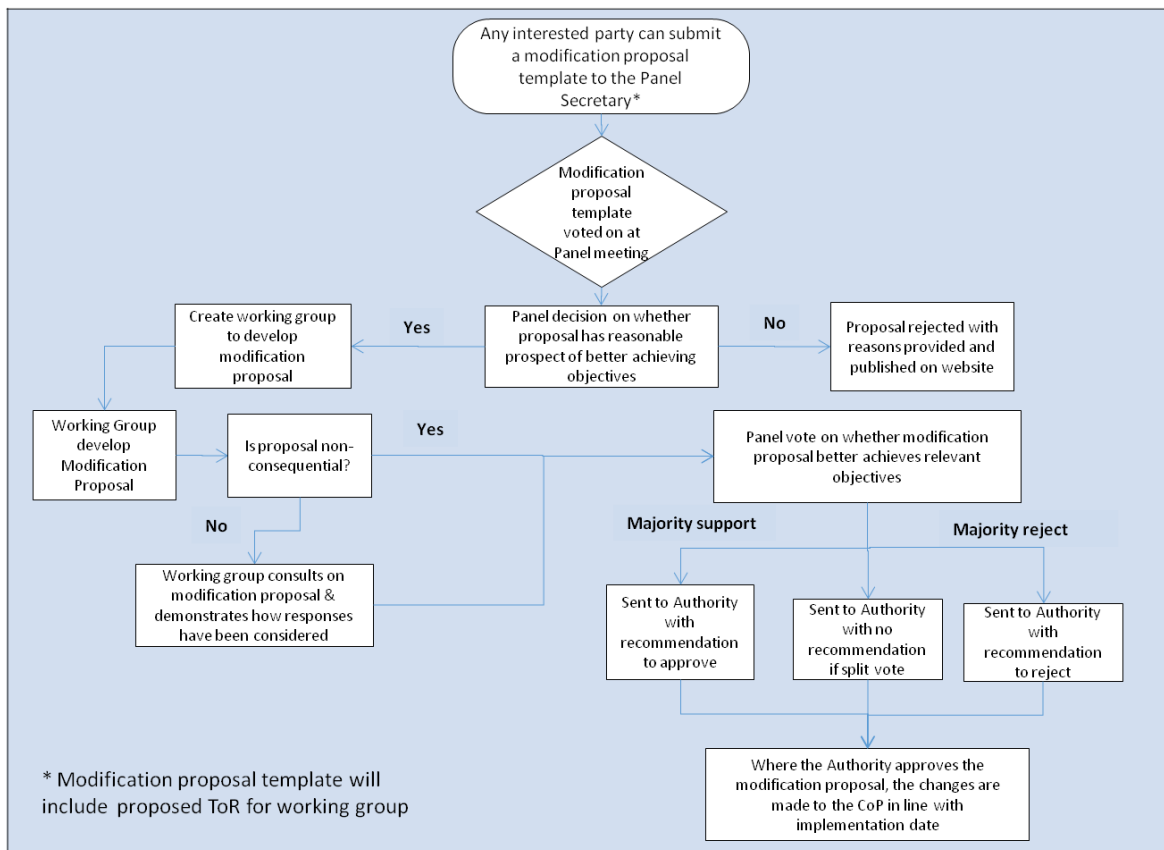 Any interested party can submit
a modification proposal
template to the Panel
Secretary*
Modification
proposal
template
voted on at
Panel meeting
Create working group
to develop
modification
proposal
Yes
Panel decision on whether
proposal has reasonable
prospect of better achieving
objectives
No
Proposal rejected with
reasons provided and
published on website
Working Group
develop
Modification
Proposal
Is proposal non-
consequential?
Yes
Panel vote on whether modification
proposal better achieves relevant
objectives
No
Working group consults on
modification proposal &
demonstrates how responses
have been considered
Majority support
Majority reject
Sent to Authority
with
recommendation
to approve
Sent to Authority
with no
recommendation
if split vote
Sent to Authority
with
recommendation
to reject
Where the Authority approves the
modification proposal, the changes are
made to the CoP in line with
implementation date
* Modification proposal template will
include proposed ToR for working group